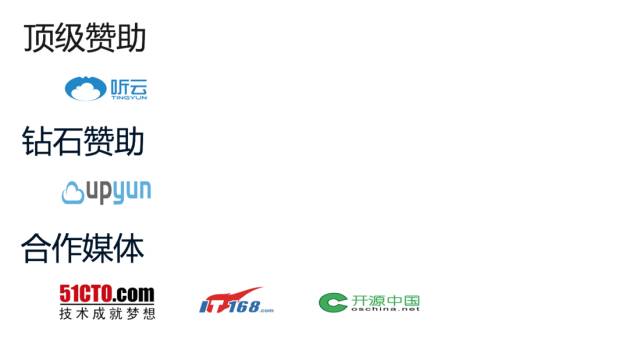 顶级赞助
听云
TINGYUN
钻石赞助
upyun
合作媒体
51CTO.com
技术成就梦想
IT168.com
开源中国
oschina.net